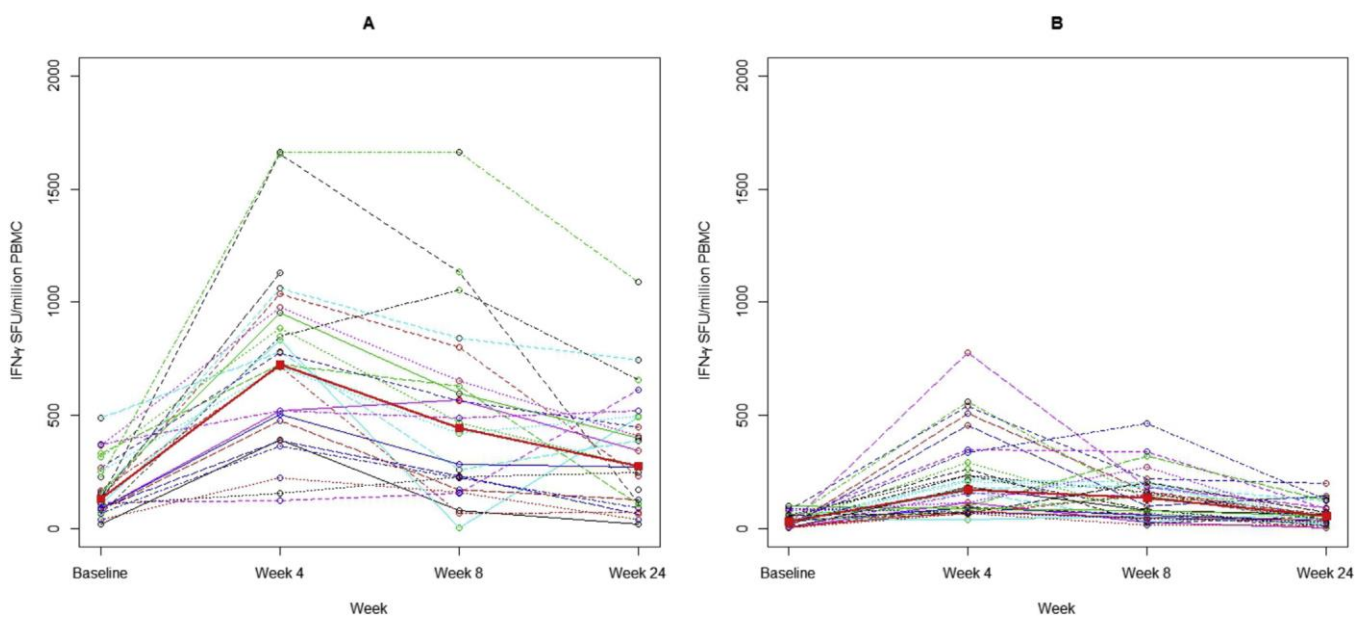 A
IFNγ SFU/million PBMC
2000
1500
1000
500
0
Baseline Week 4 Week 8 Week 24
Week
B
IFNγ SFU/million PBMC
2000
1500
1000
500
0
Baseline Week 4 Week 8 Week 24
Week